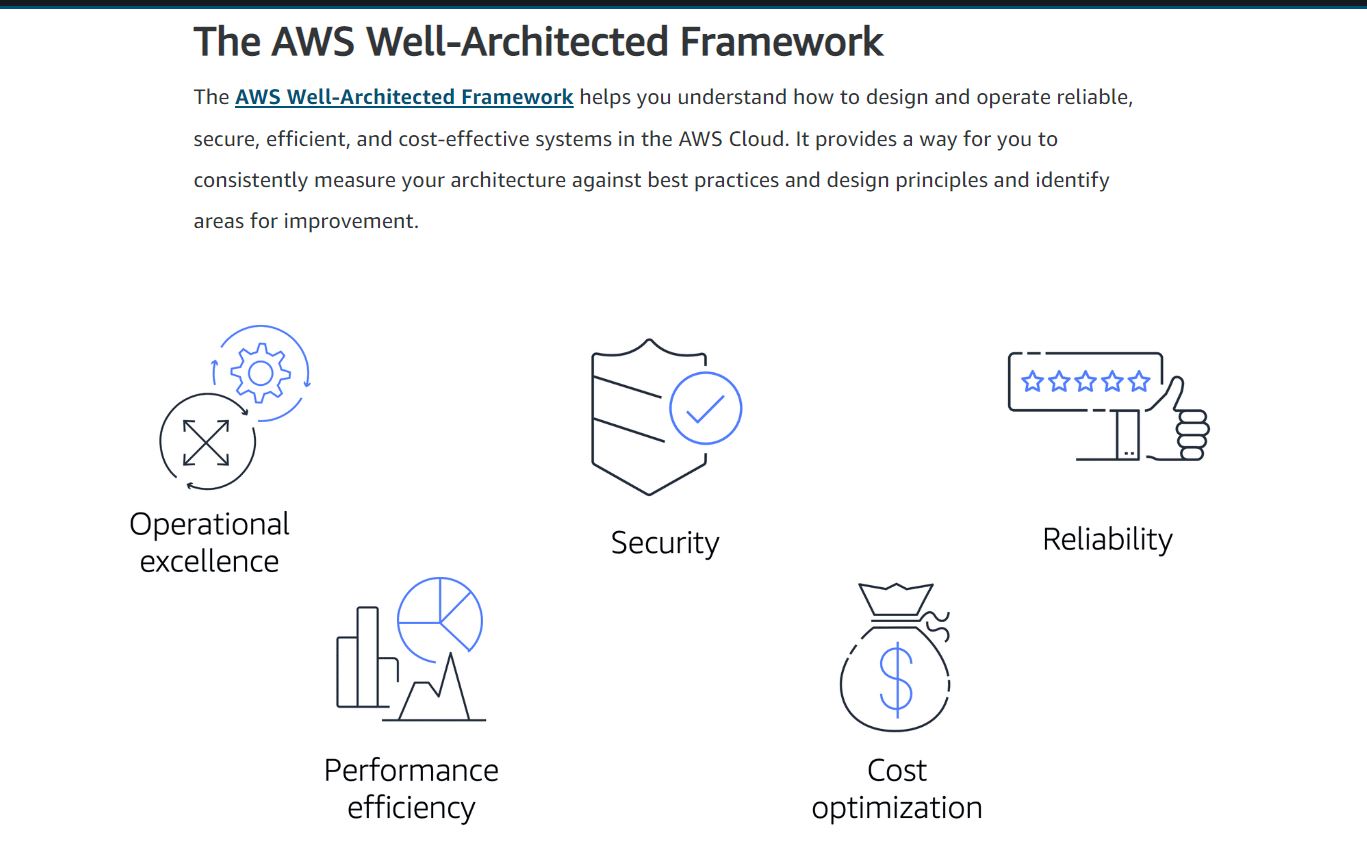 The AWS Well-Architected Framework
The AWS Well-Architected Framework helps you understand how to design and operate reliable,
secure, efficient, and cost-effective systems in the AWS Cloud. It provides a way for you to
consistently measure your architecture against best practices and design principles and identify
areas for improvement.
Operational
excellence
Security
Reliability
Performance
efficiency
$
Cost
optimization